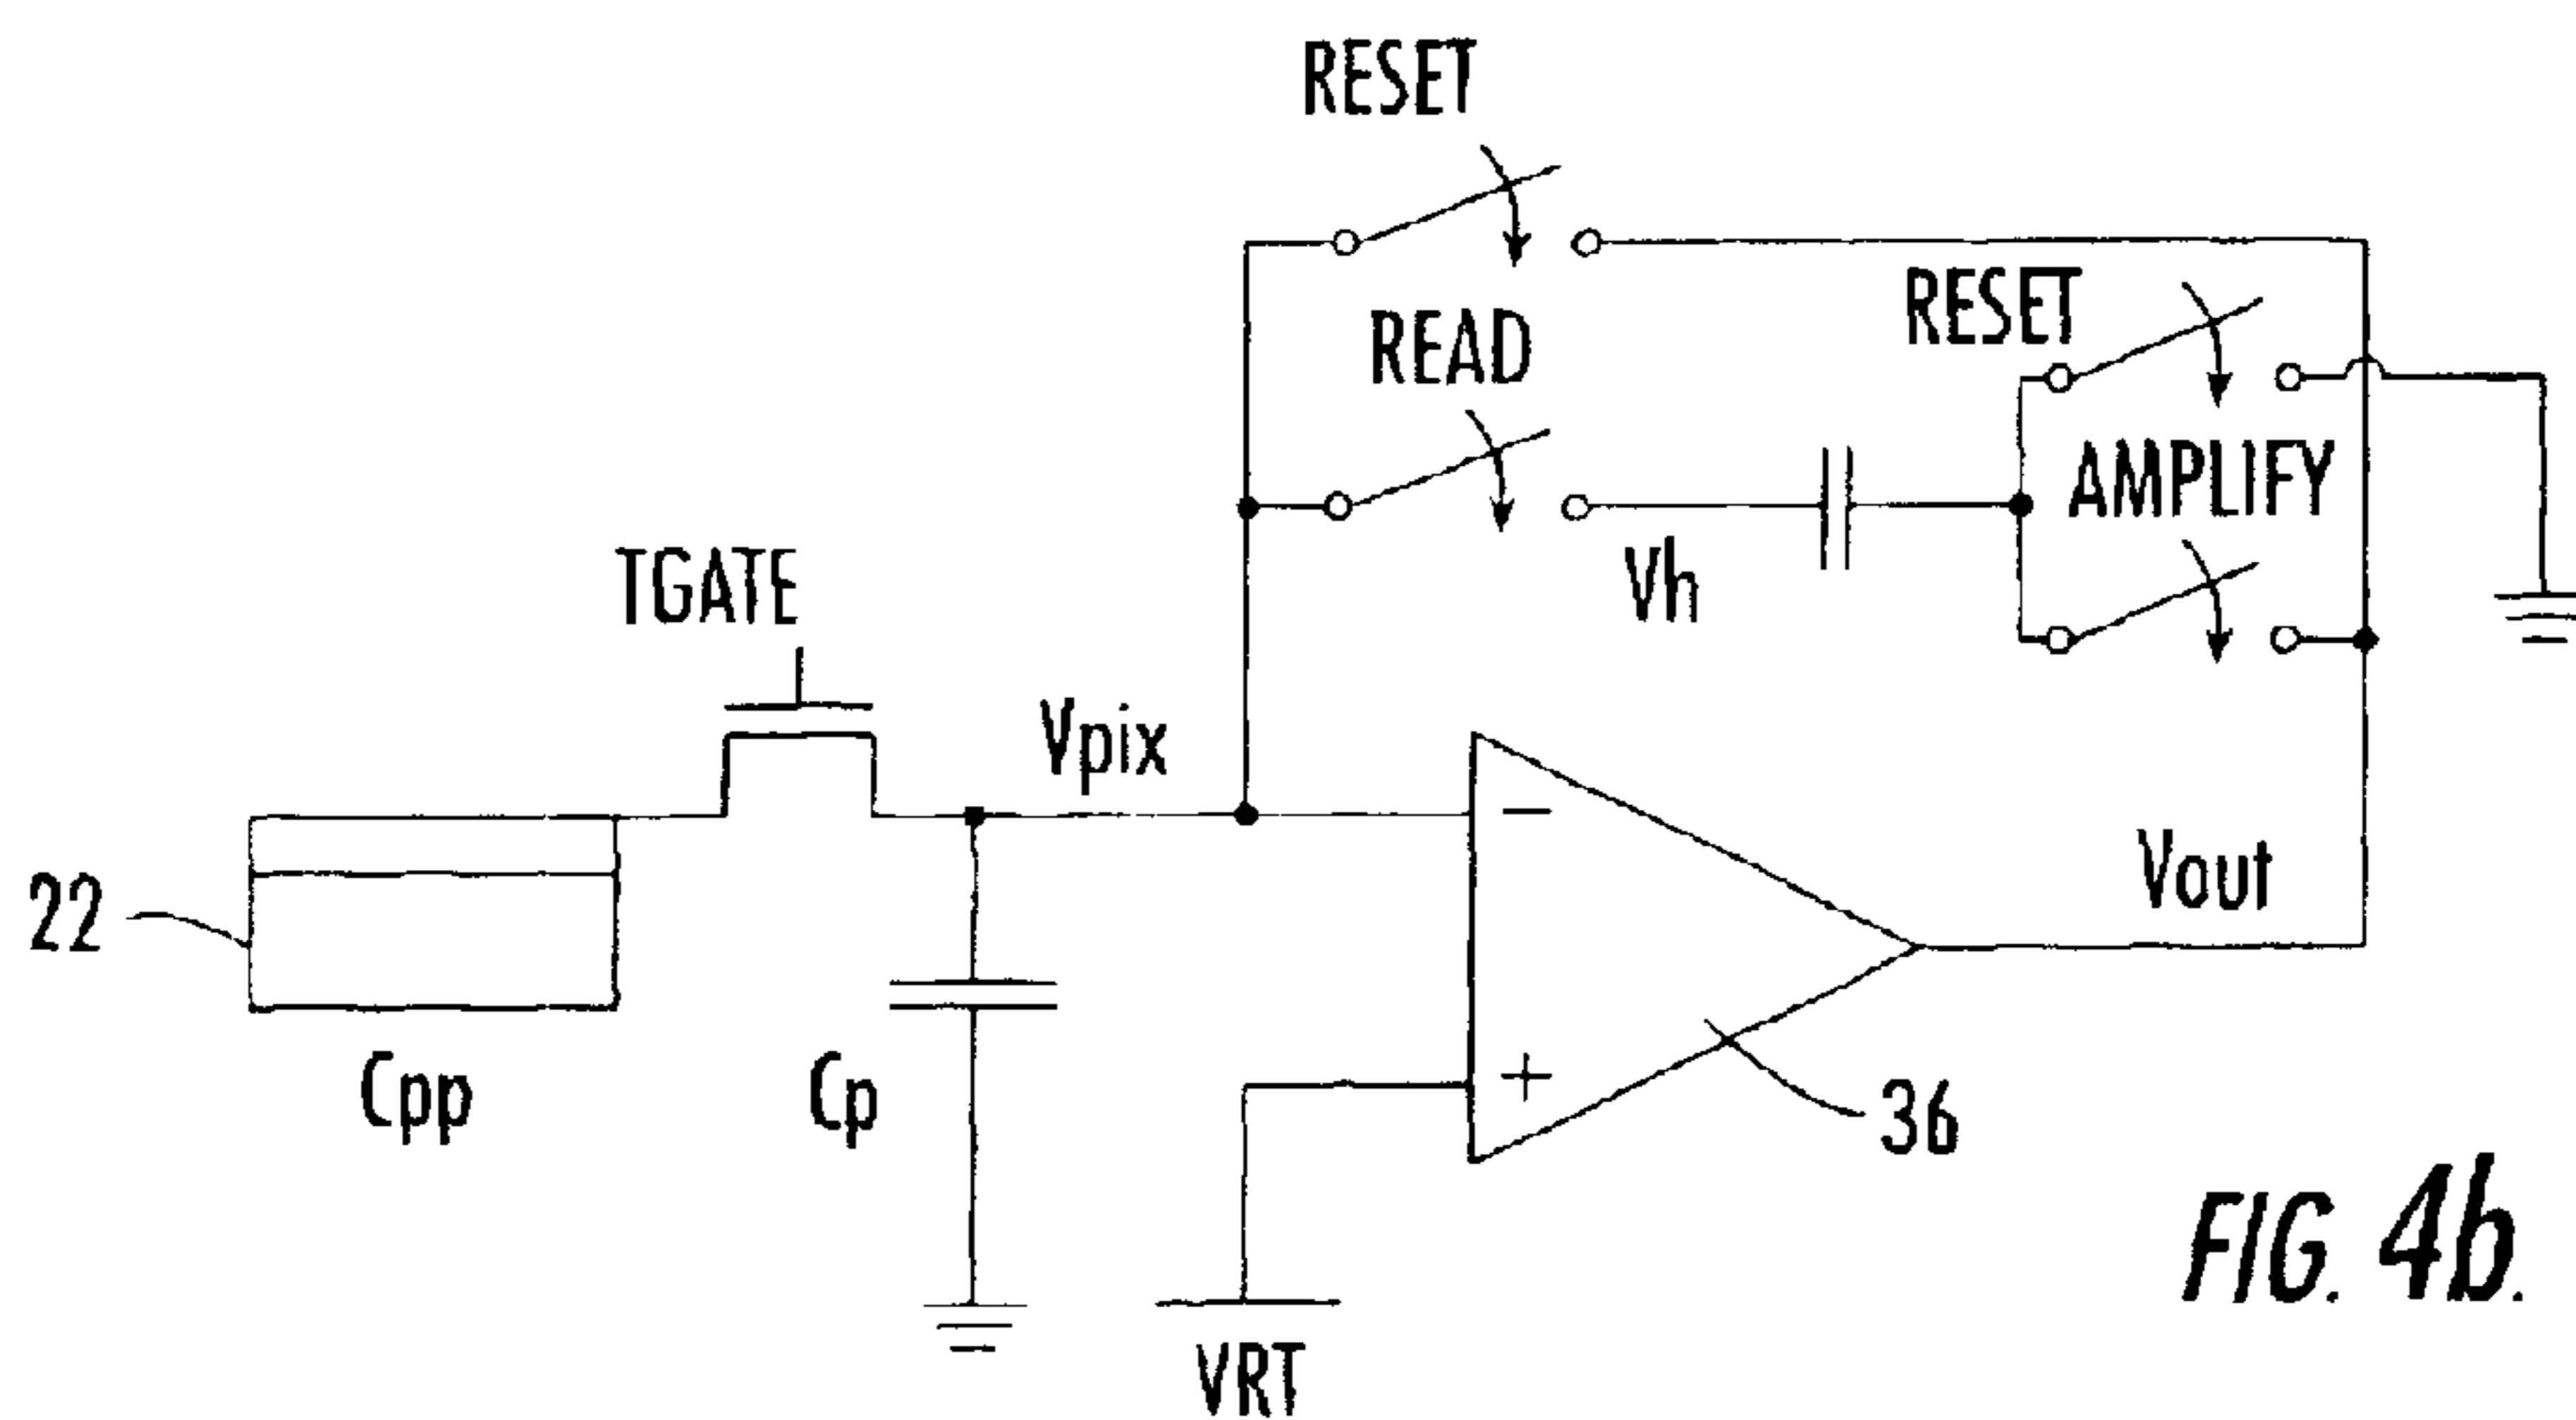 RESET
RESET
READ
AMPLIFY
TGATE
Vh
Vpix
−
Vout
22
+
Cpp
Cp
36
VRT
FIG. 4b.